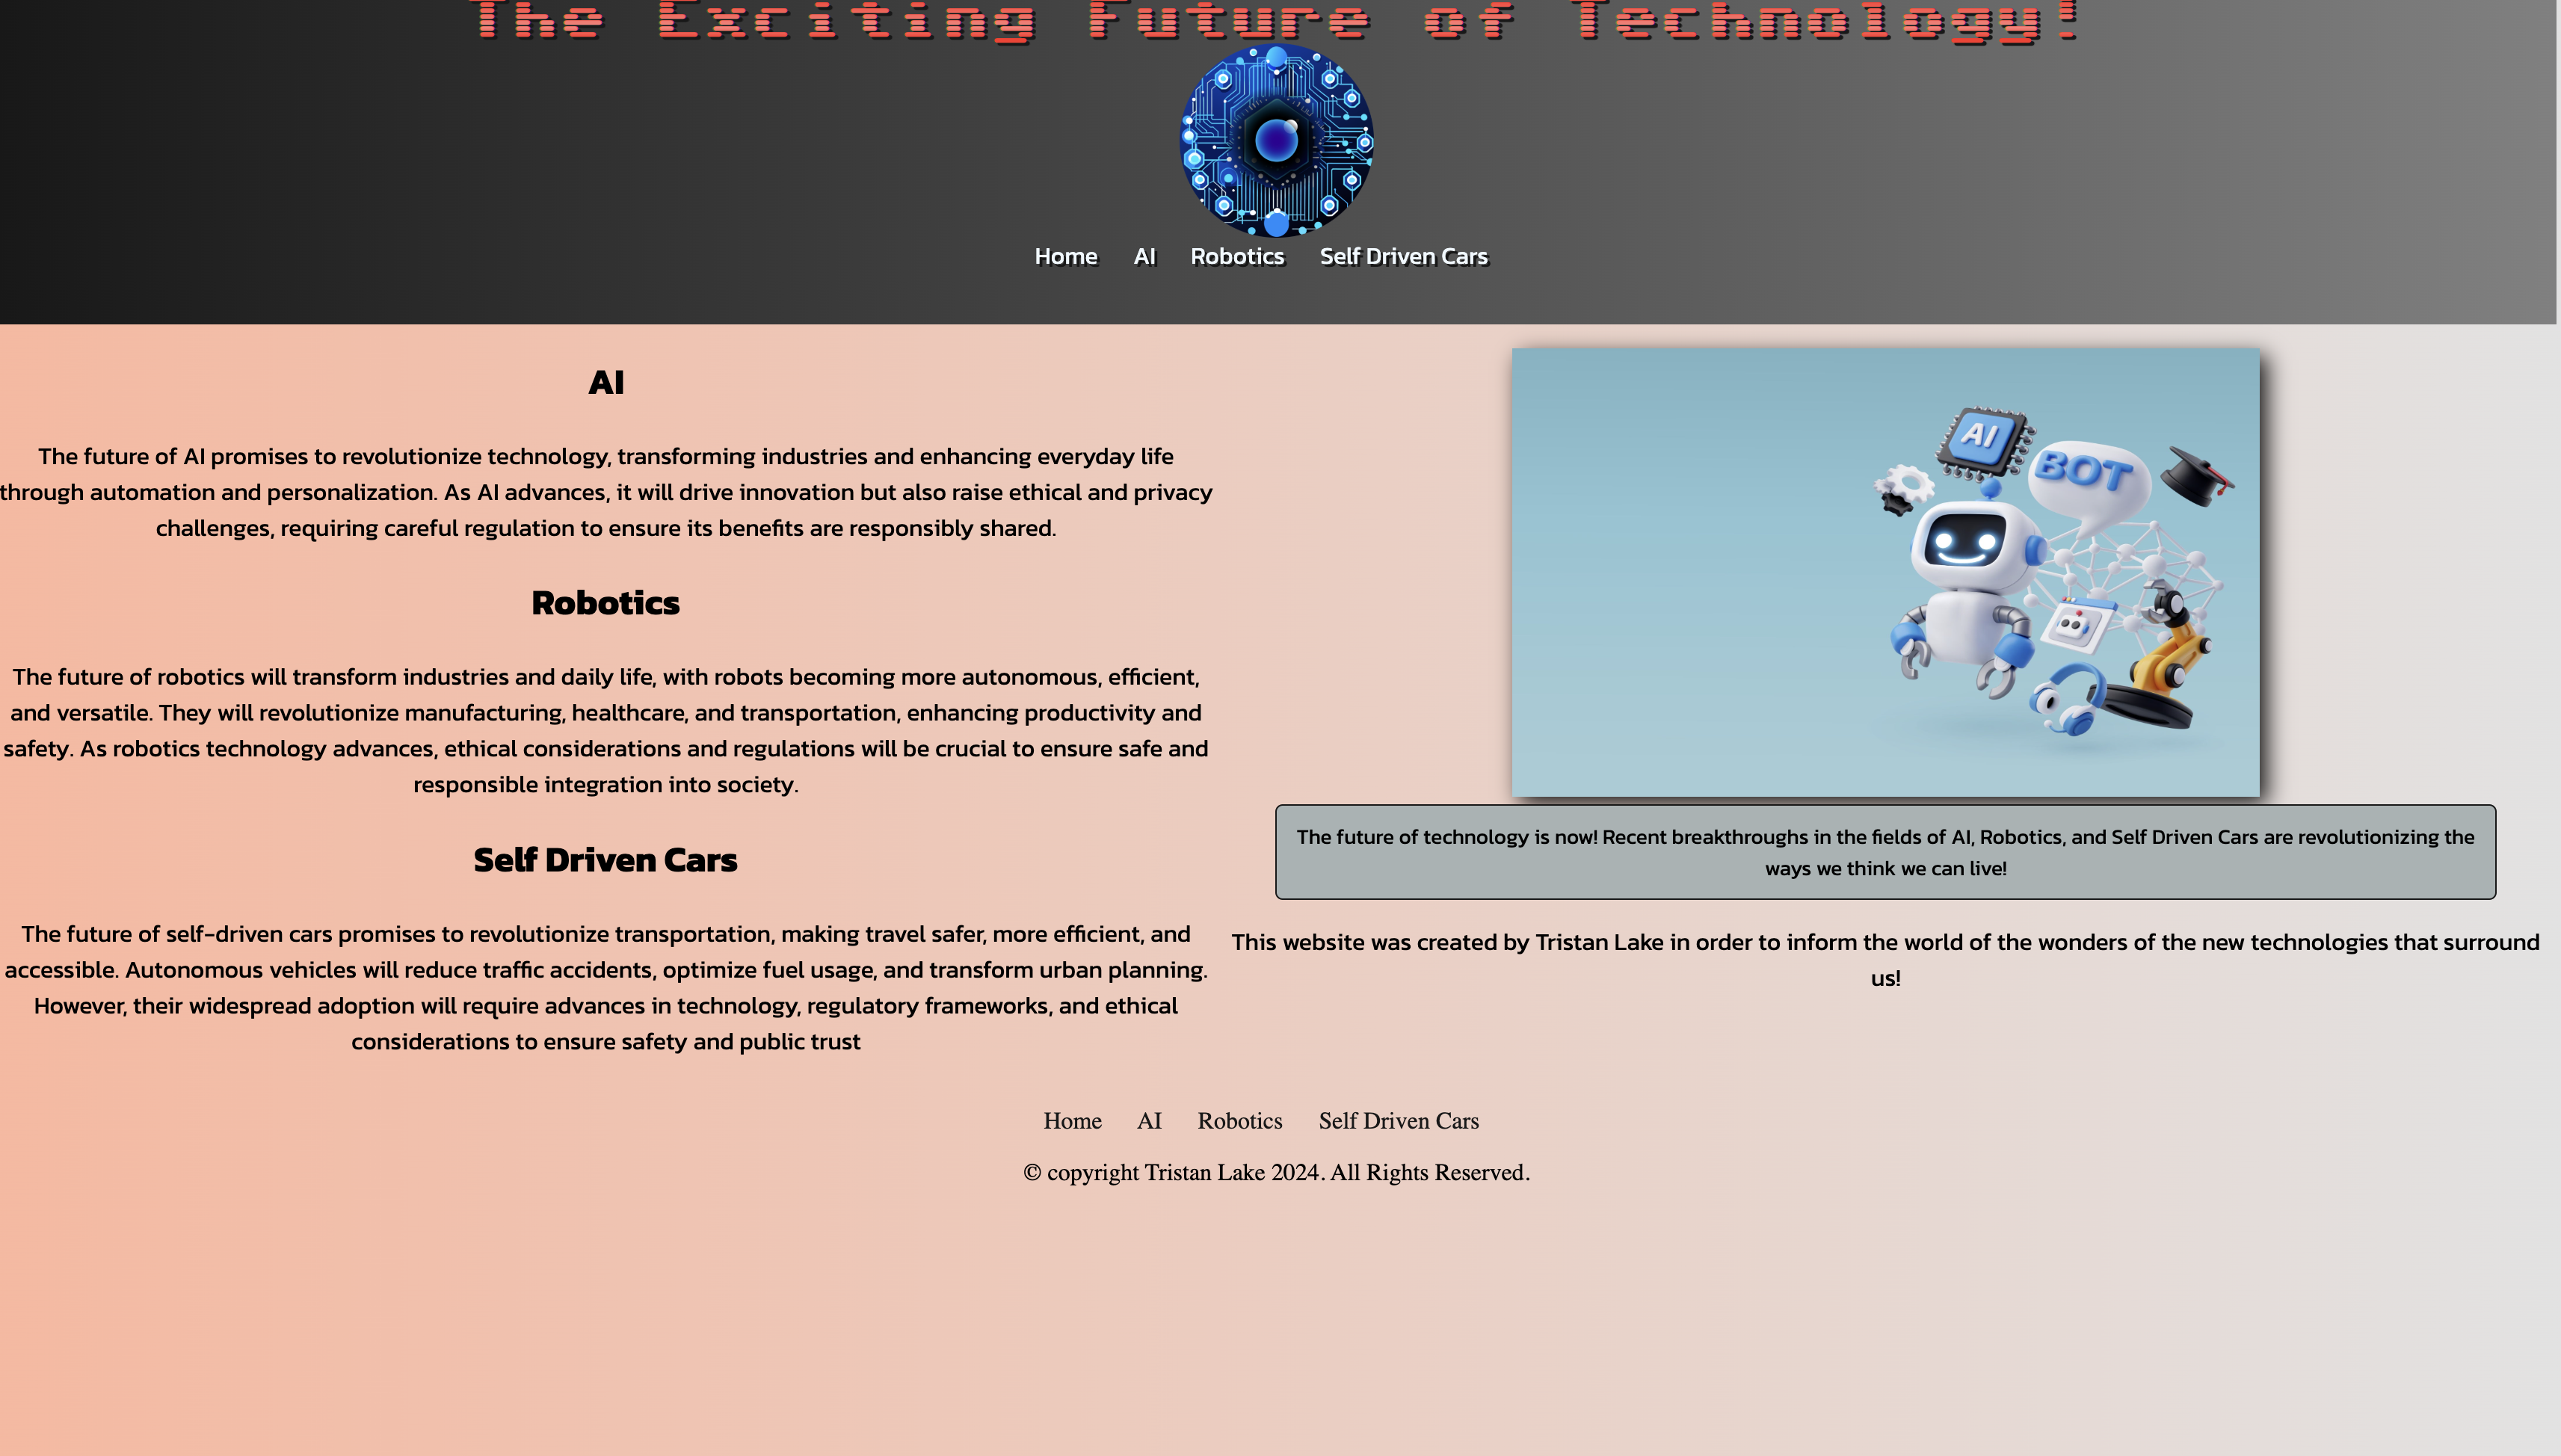 The Exciting Future of Technology!
Home AI Robotics Self Driven Cars
AI
The future of AI promises to revolutionize technology, transforming industries and enhancing everyday life
through automation and personalization. As AI advances, it will drive innovation but also raise ethical and privacy
challenges, requiring careful regulation to ensure its benefits are responsibly shared.
Robotics
The future of robotics will transform industries and daily life, with robots becoming more autonomous, efficient,
and versatile. They will revolutionize manufacturing, healthcare, and transportation, enhancing productivity and
safety. As robotics technology advances, ethical considerations and regulations will be crucial to ensure safe and
responsible integration into society.
Self Driven Cars
The future of self-driven cars promises to revolutionize transportation, making travel safer, more efficient, and
accessible. Autonomous vehicles will reduce traffic accidents, optimize fuel usage, and transform urban planning.
However, their widespread adoption will require advances in technology, regulatory frameworks, and ethical
considerations to ensure safety and public trust
AI
BOT
The future of technology is now! Recent breakthroughs in the fields of AI, Robotics, and Self Driven Cars are revolutionizing the
ways we think we can live!
This website was created by Tristan Lake in order to inform the world of the wonders of the new technologies that surround
us!
Home AI Robotics Self Driven Cars
© copyright Tristan Lake 2024. All Rights Reserved.